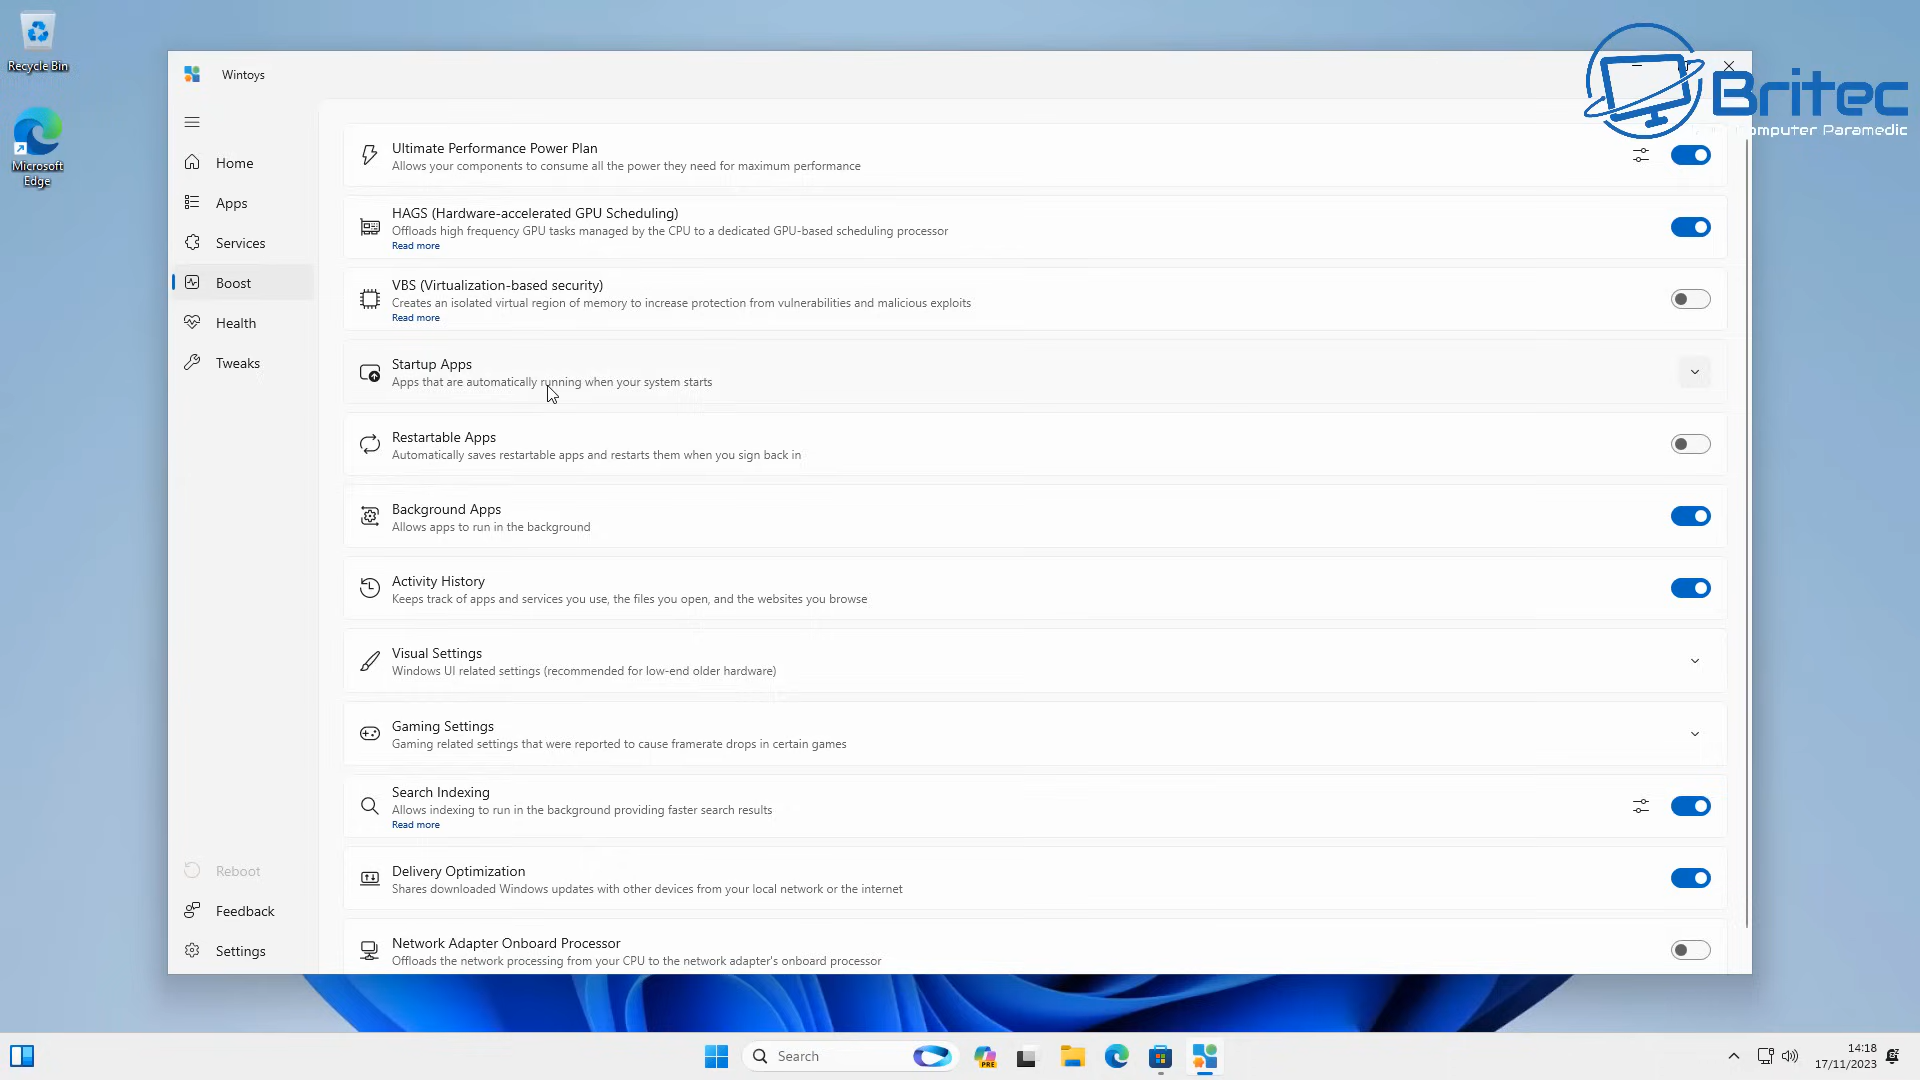 Recycle Bin
Microsoft
Edge
Wintoys
Home
Apps
Services
Boost
Health
Tweaks
Reboot
Feedback
Settings
Ultimate Performance Power Plan
Allows your components to consume all the power they need for maximum performance
HAGS (Hardware-accelerated GPU Scheduling)
Offloads high frequency GPU tasks managed by the CPU to a dedicated GPU-based scheduling processor
Read more
VBS (Virtualization-based security)
Creates an isolated virtual region of memory to increase protection from vulnerabilities and malicious exploits
Read more
Startup Apps
Apps that are automatically running when your system starts
Restartable Apps
Automatically saves restartable apps and restarts them when you sign back in
Background Apps
Allows apps to run in the background
Activity History
Keeps track of apps and services you use, the files you open, and the websites you browse
Visual Settings
Windows UI related settings (recommended for low-end older hardware)
Gaming Settings
Gaming related settings that were reported to cause framerate drops in certain games
Search Indexing
Allows indexing to run in the background providing faster search results
Read more
Delivery Optimization
Shares downloaded Windows updates with other devices from your local network or the internet
Network Adapter Onboard Processor
Offloads the network processing from your CPU to the network adapter's onboard processor
Britec
omputer Paramedic
Search
PRE
14:18
17/11/2023